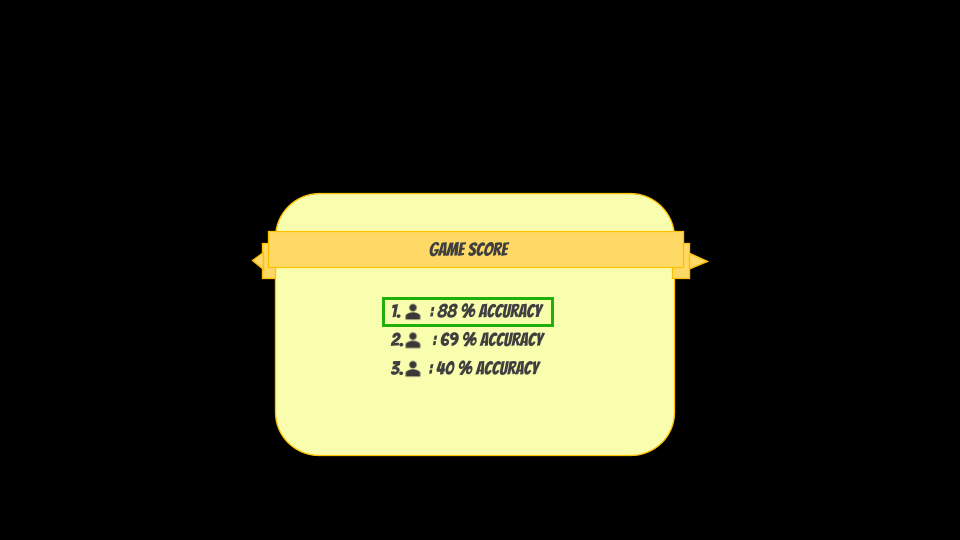 GAME SCORE
1. : 88 % ACCURACY
2. : 69 % ACCURACY
3. : 40 % ACCURACY